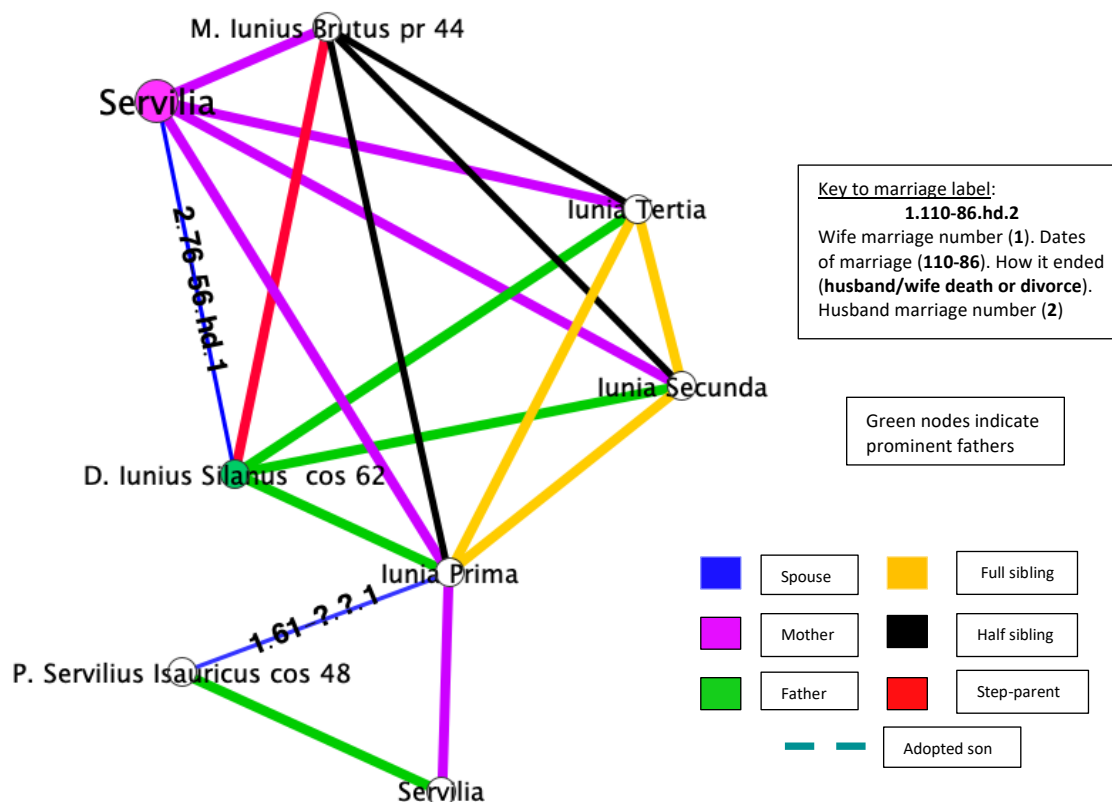 M. Iunius Brutus pr 44
Servilia
Iunia Tertia
2.76-56.hd.1
Iunia Secunda
D. Iunius Silanus cos 62
Iunia Prima
1.61-?.?.1
P. Servilius Isauricus cos 48
Servilia
Key to marriage label:
1.110-86.hd.2
Wife marriage number (1). Dates
of marriage (110-86). How it ended
(husband/wife death or divorce).
Husband marriage number (2)
Green nodes indicate
prominent fathers
Spouse
Full sibling
Mother
Half sibling
Father
Step-parent
Adopted son